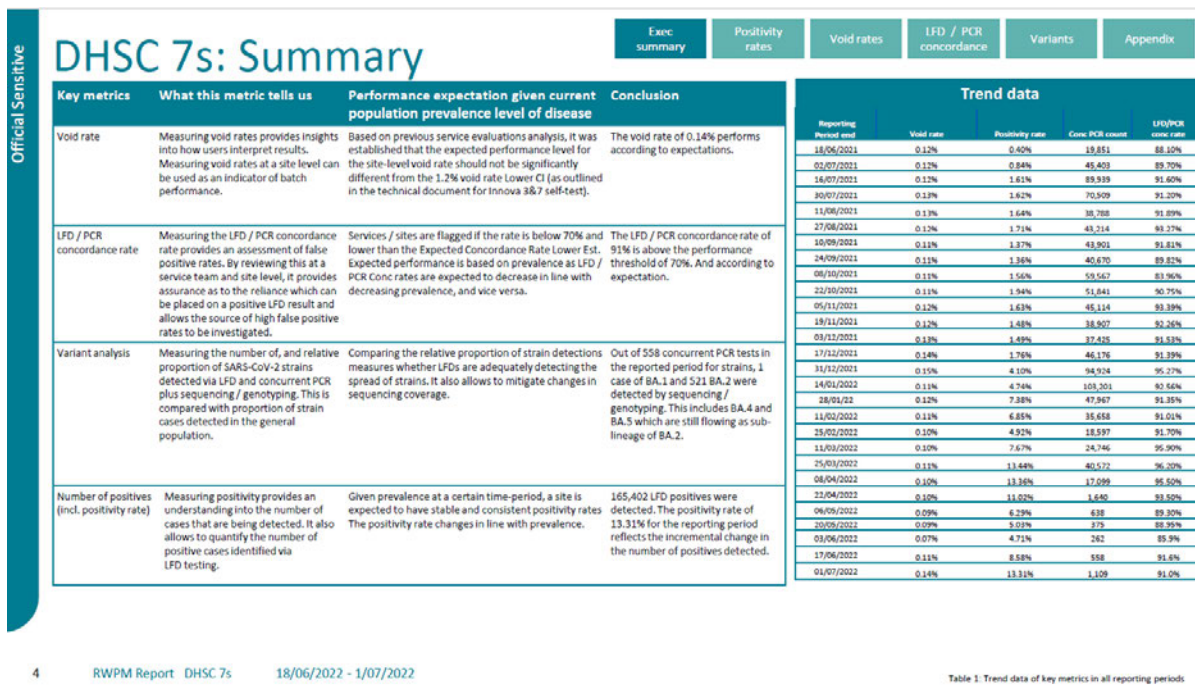 Official Sensitive
DHSC 7s: Summary
Exec
summary
Positivity
rates
Void rates
LFD / PCR
concordance
Variants
Appendix
Key metrics
What this metric tells us
Performance expectation given current
population prevalence level of disease
Conclusion
Void rate
Measuring void rates provides insights
into how users interpret results.
Measuring void rates at a site level can
be used as an indicator of batch
performance.
Based on previous service evaluations analysis, it was
established that the expected performance level for
the site-level void rate should not be significantly
different from the 1.2% void rate Lower CI (as outlined
in the technical document for Innova 3&7 self-test).
The void rate of 0.14% performs
according to expectations.
LFD / PCR
concordance rate
Measuring the LFD / PCR concordance
rate provides an assessment of false
positive rates. By reviewing this at a
service team and site level, it provides
assurance as to the reliance which can
be placed on a positive LFD result and
allows the source of high false positive
rates to be investigated.
Services / sites are flagged if the rate is below 70% and
lower than the Expected Concordance Rate Lower Est.
Expected performance is based on prevalence as LFD /
PCR Conc rates are expected to decrease in line with
decreasing prevalence, and vice versa.
The LFD / PCR concordance rate of
91% is above the performance
threshold of 70%. And according to
expectation.
Variant analysis
Measuring the number of, and relative
proportion of SARS-CoV-2 strains
detected via LFD and concurrent PCR
plus sequencing / genotyping. This is
compared with proportion of strain
cases detected in the general
population.
Comparing the relative proportion of strain detections
measures whether LFDs are adequately detecting the
spread of strains. It also allows to mitigate changes in
sequencing coverage.
Out of 558 concurrent PCR tests in
the reported period for strains, 1
case of BA.1 and 521 BA.2 were
detected by sequencing /
genotyping. This includes BA.4 and
BA.5 which are still flowing as sub-
lineage of BA.2.
Number of positives
(incl. positivity rate)
Measuring positivity provides an
understanding into the number of
cases that are being detected. It also
allows to quantify the number of
positive cases identified via
LFD testing.
Given prevalence at a certain time-period, a site is
expected to have stable and consistent positivity rates
The positivity rate changes in line with prevalence.
165,402 LFD positives were
detected. The positivity rate of
13.31% for the reporting period
reflects the incremental change in
the number of positives detected.
Trend data
Reporting
Period end
Void rate
Positivity rate
Conc PCR count
LFD/PCR
conc rate
18/06/2021 0.12% 0.40% 19,851 88.10%
02/07/2021 0.12% 0.84% 45,403 89.70%
16/07/2021 0.12% 1.61% 89,939 91.60%
30/07/2021 0.13% 1.62% 70,509 91.20%
11/08/2021 0.13% 1.64% 38,788 91.89%
27/08/2021 0.12% 1.71% 43,214 93.27%
10/09/2021 0.11% 1.37% 43,901 91.81%
24/09/2021 0.11% 1.36% 40,670 89.82%
08/10/2021 0.11% 1.56% 59,567 83.96%
22/10/2021 0.11% 1.94% 51,841 90.75%
05/11/2021 0.12% 1.63% 45,114 93.39%
19/11/2021 0.12% 1.48% 38,907 92.26%
03/12/2021 0.13% 1.49% 37,425 91.53%
17/12/2021 0.14% 1.76% 46,176 91.39%
31/12/2021 0.15% 4.10% 94,924 95.27%
14/01/2022 0.11% 4.74% 103,201 92.56%
28/01/22 0.12% 7.38% 47,967 91.35%
11/02/2022 0.11% 6.85% 35,658 91.01%
25/02/2022 0.10% 4.92% 18,597 91.70%
11/03/2022 0.10% 7.67% 24,746 95.90%
25/03/2022 0.11% 13.44% 40,572 96.20%
08/04/2022 0.10% 13.36% 17,099 95.50%
22/04/2022 0.10% 11.02% 1,640 93.50%
06/05/2022 0.09% 6.29% 638 89.30%
20/05/2022 0.09% 5.03% 375 88.95%
03/06/2022 0.07% 4.71% 262 85.9%
17/06/2022 0.11% 8.58% 558 91.6%
01/07/2022 0.14% 13.31% 1,109 91.0%
4 RWPM Report DHSC 7s 18/06/2022 - 1/07/2022
Table 1: Trend data of key metrics in all reporting periods